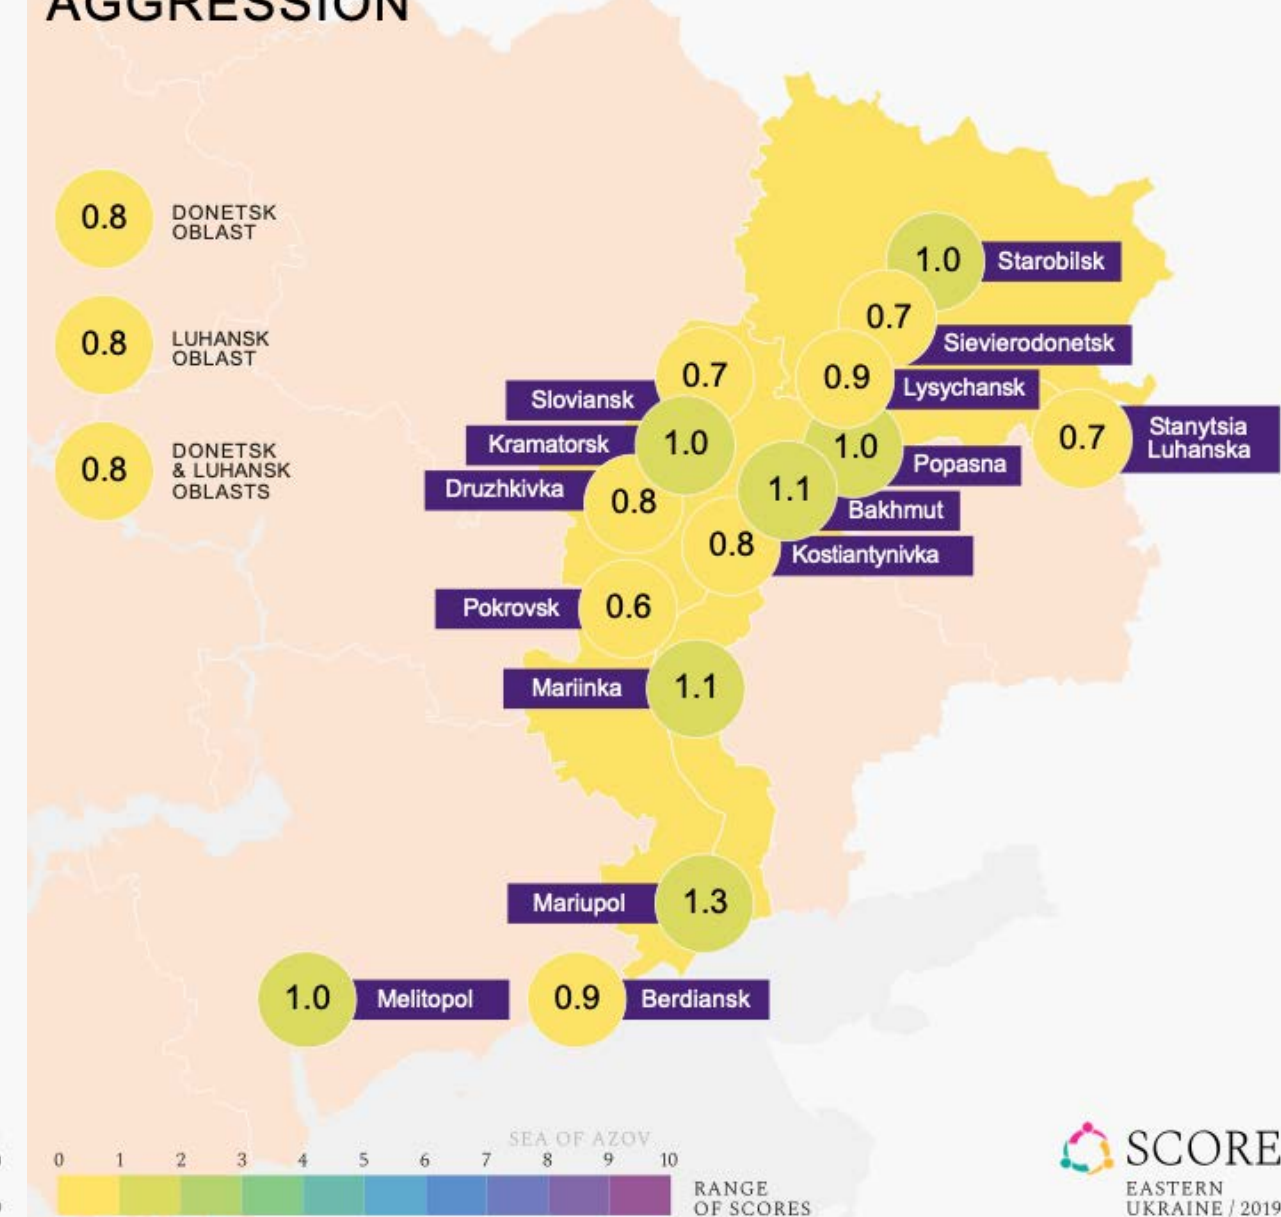 AGGRESSION
0.8
DONETSK
OBLAST
0.8
LUHANSK
OBLAST
0.8
DONETSK
& LUHANSK
OBLASTS
1.0 Starobilsk
0.7 Sievierodonetsk
Sloviansk 0.7
0.9 Lysychansk
Kramatorsk 1.0
1.0 Popasna
0.7 Stanytsia
Luhanska
Druzhkivka 0.8
1.1 Bakhmut
0.8 Kostiantynivka
Pokrovsk 0.6
Mariinka 1.1
Mariupol 1.3
1.0 Melitopol
0.9 Berdiansk
SEA OF AZOV
0 1 2 3 4 5 6 7 8 9 10
RANGE
OF SCORES
SCORE
EASTERN
UKRAINE / 2019